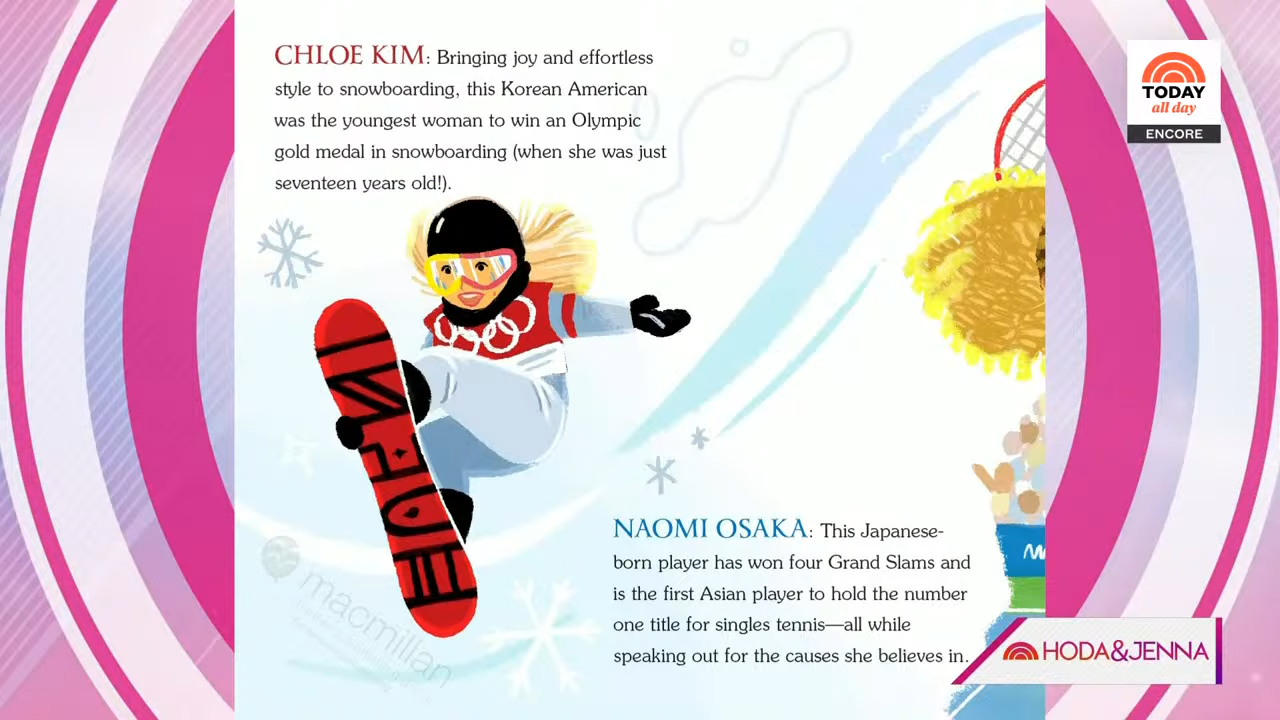 CHLOE KIM: Bringing joy and effortless
style to snowboarding, this Korean American
was the youngest woman to win an Olympic
gold medal in snowboarding (when she was just
seventeen years old!).
TODAY
all day
ENCORE
NAOMI OSAKA: This Japanese-
born player has won four Grand Slams and
is the first Asian player to hold the number
one title for singles tennis—all while
speaking out for the causes she believes in.
macmillan
HODA&JENNA